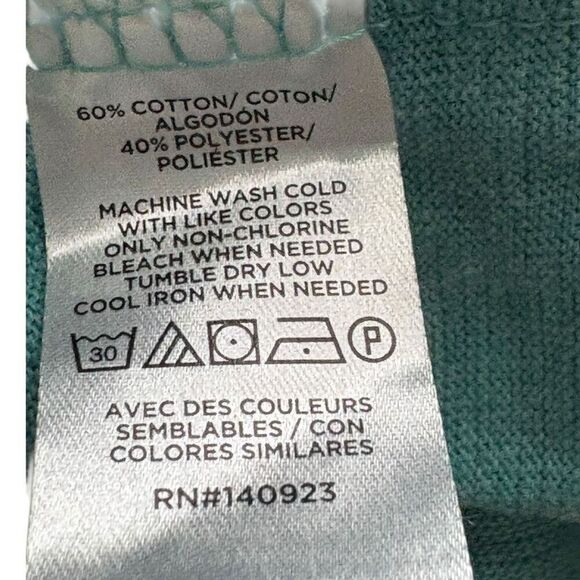 60% COTTON/ COTON/
ALGODÓN
40% POLYESTER/
POLIÉSTER
MACHINE WASH COLD
WITH LIKE COLORS
ONLY NON-CHLORINE
BLEACH WHEN NEEDED
TUMBLE DRY LOW
COOL IRON WHEN NEEDED
30 P
AVEC DES COULEURS
SEMBLABLES / CON
COLORES SIMILARES
RN#140923